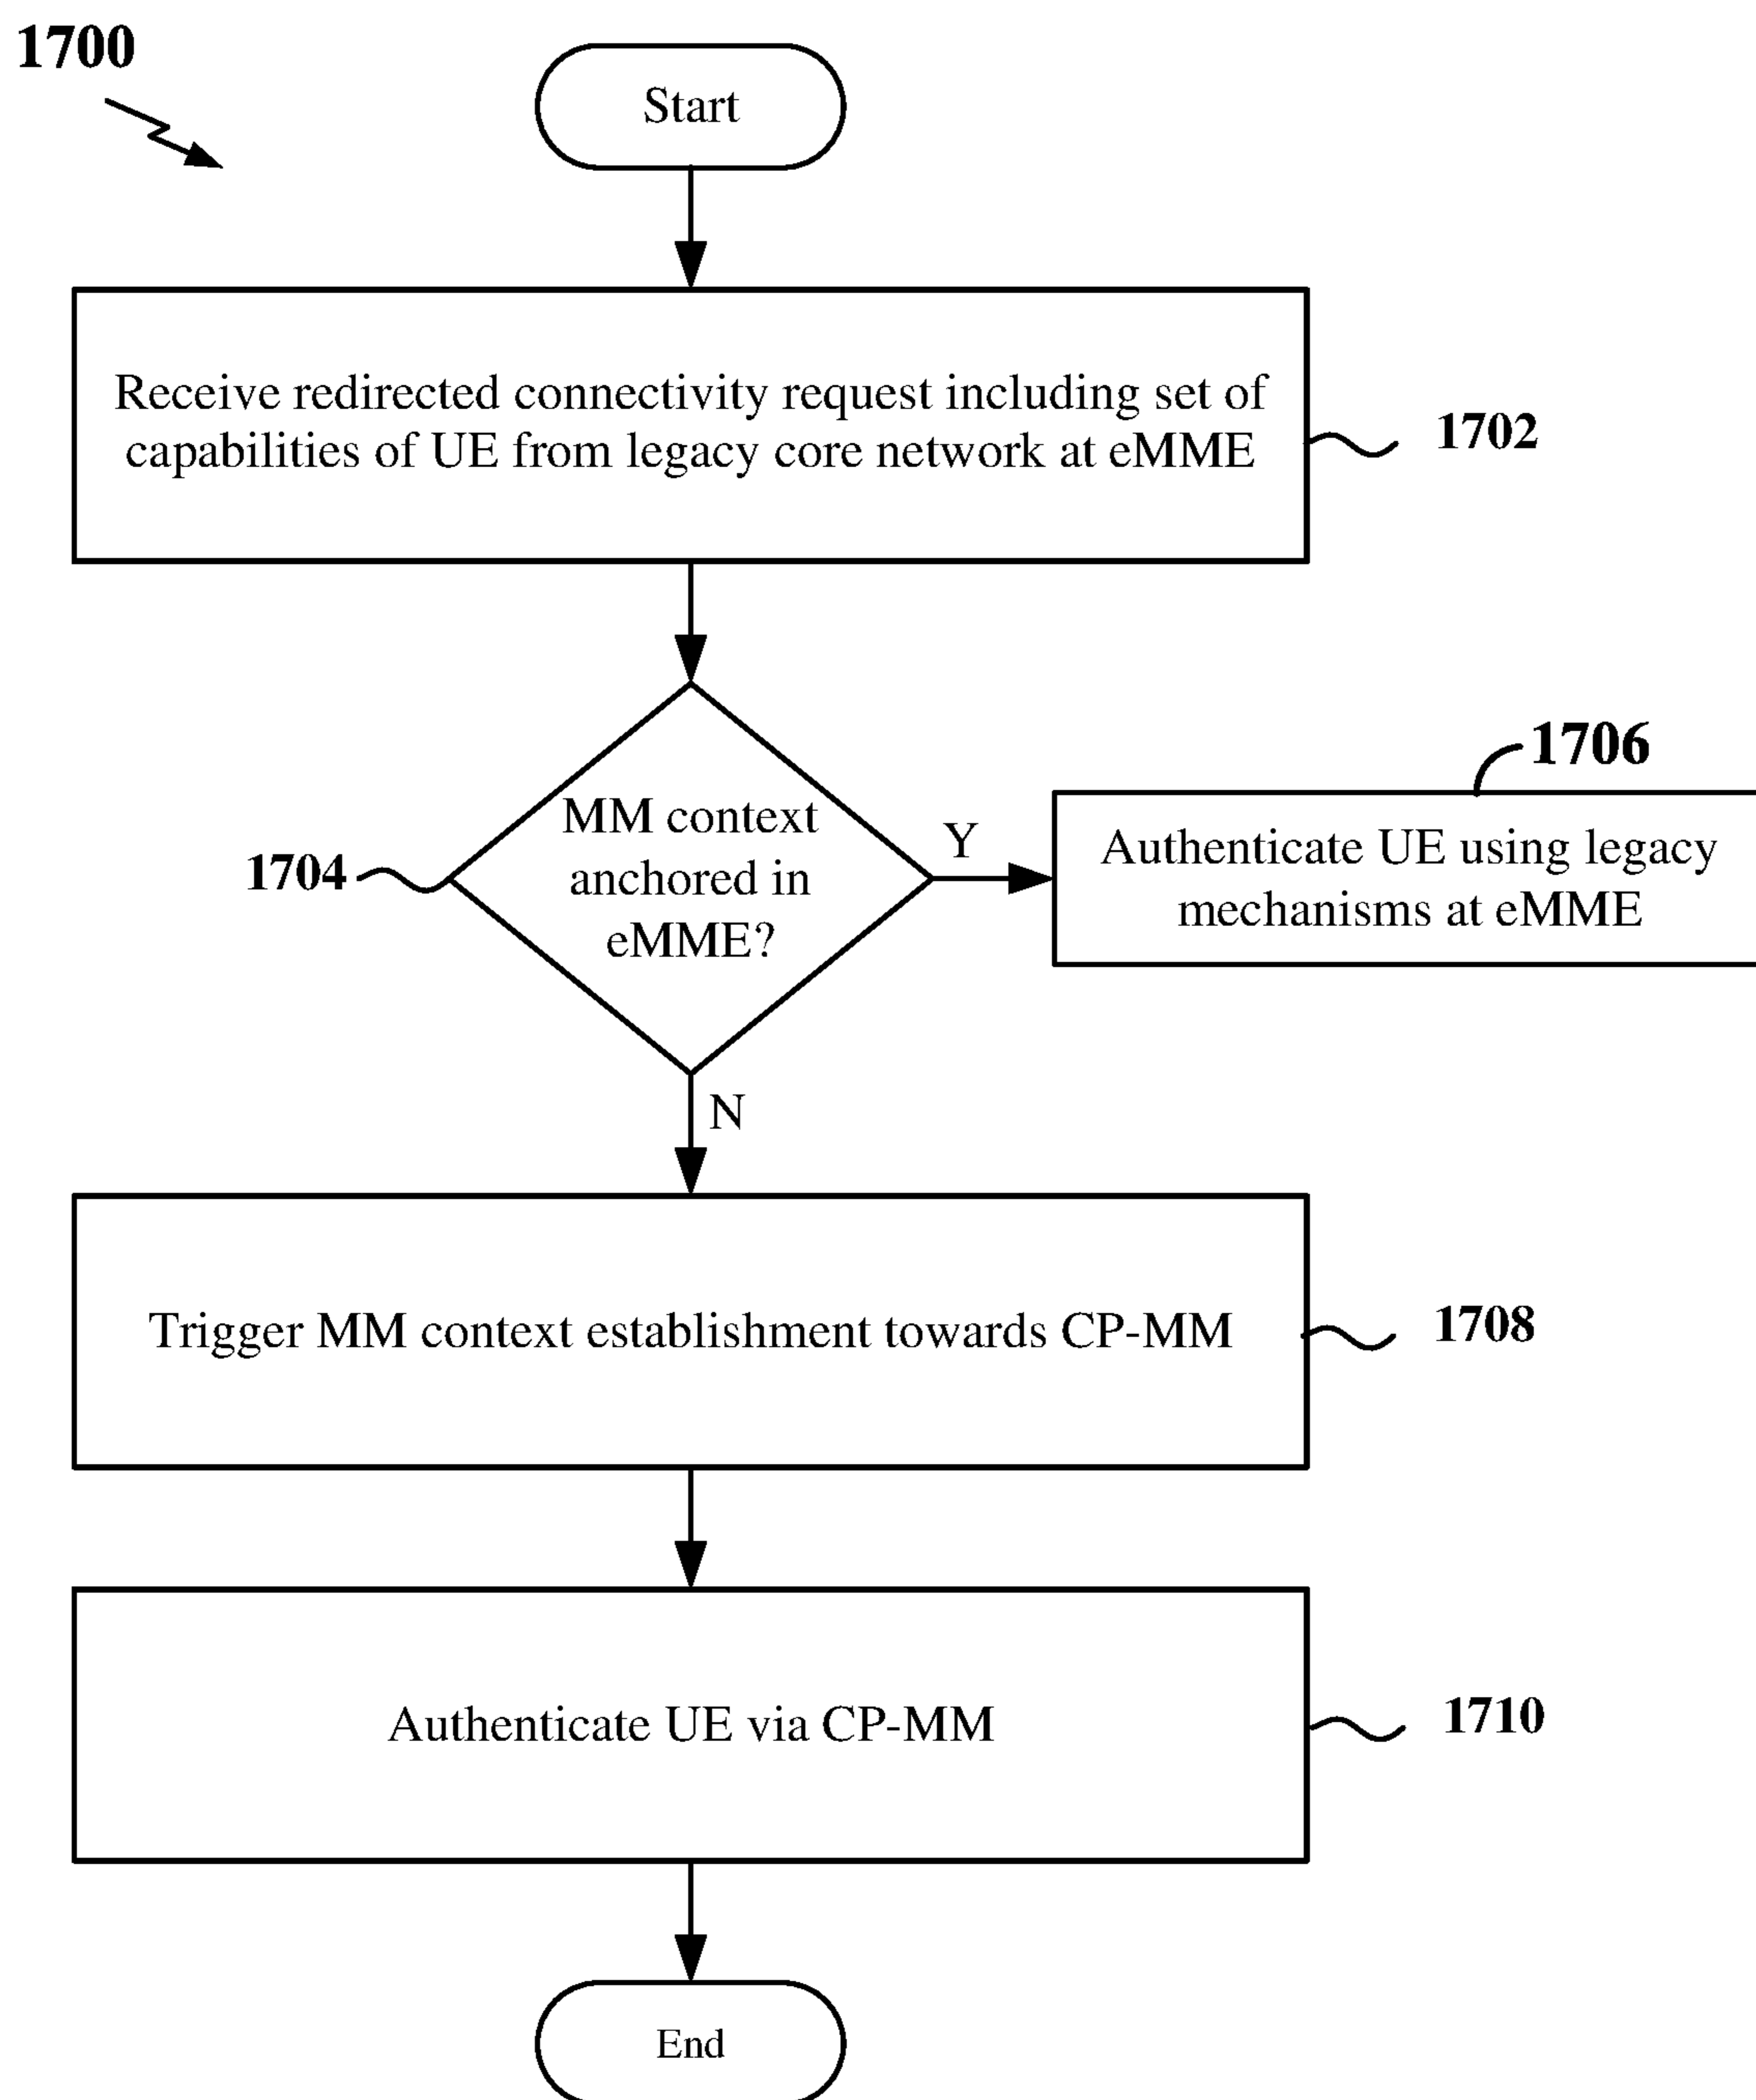 1700
Start
Receive redirected connectivity request including set of
capabilities of UE from legacy core network at eMME
1702
MM context
anchored in
eMME?
1704
Y
1706
Authenticate UE using legacy
mechanisms at eMME
N
Trigger MM context establishment towards CP-MM
1708
Authenticate UE via CP-MM
1710
End